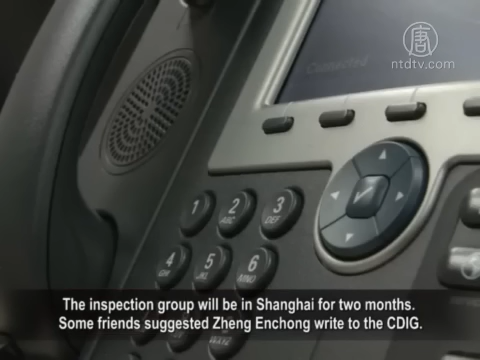 唐
ntdtv.com
Connected
1
2
ABC
3
DEF
4
GHI
5
JKL
6
MNO
The inspection group will be in Shanghai for two months.
Some friends suggested Zheng Enchong write to the CDIG.